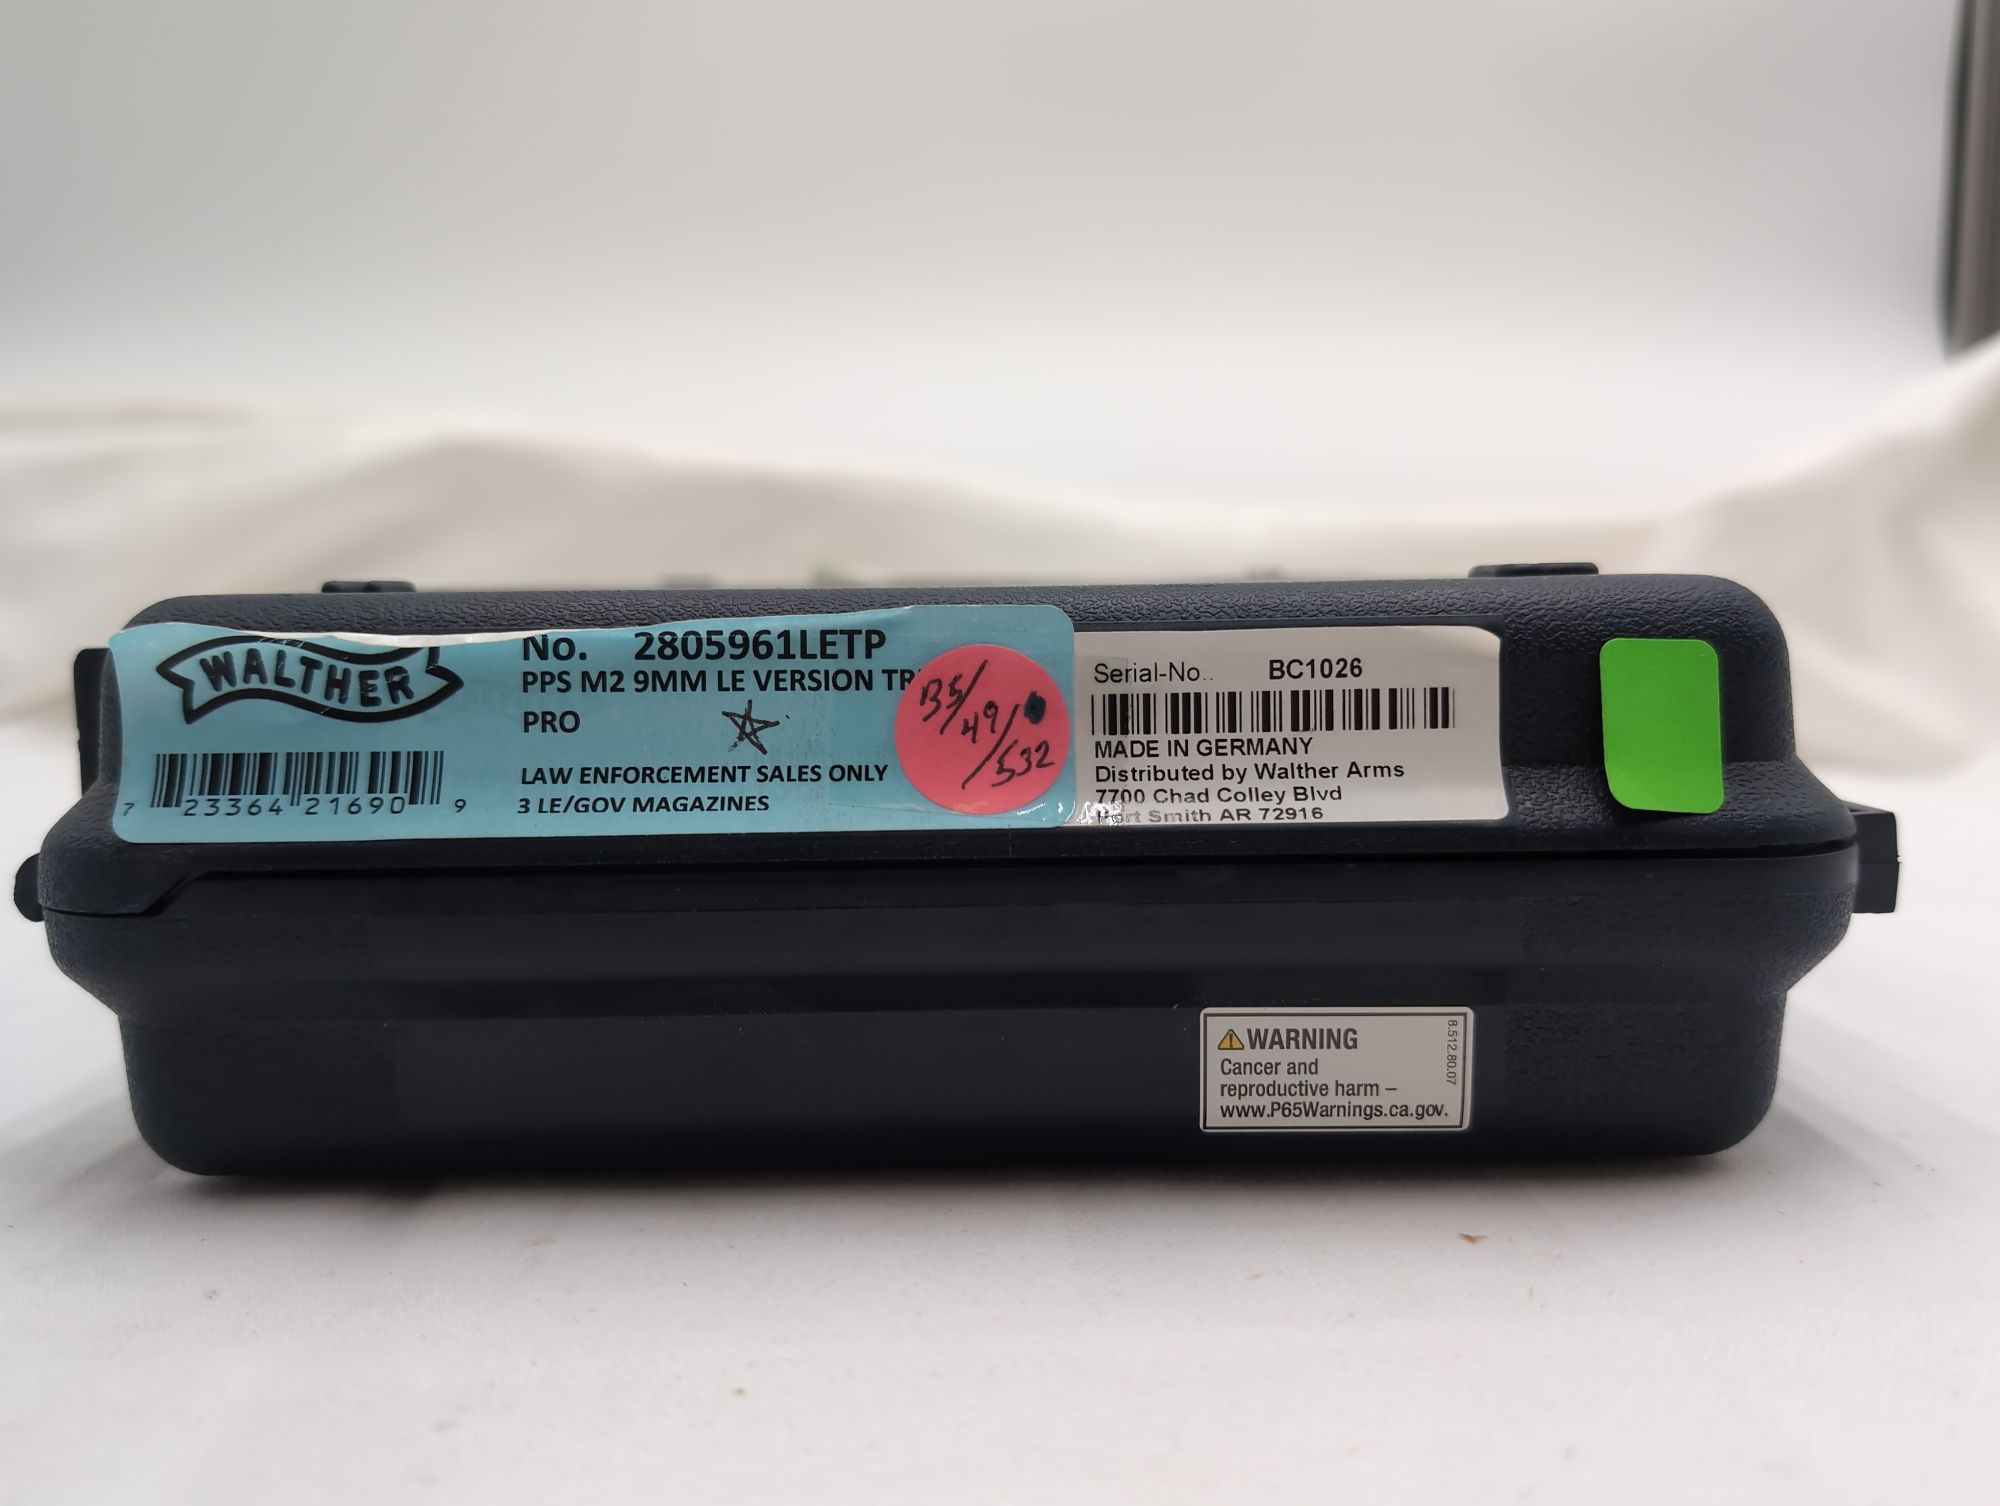 WALTHER
No. 2805961LETP
PPS M2 9MM LE VERSION
PRO
LAW ENFORCEMENT SALES ONLY
3 LE/GOV MAGAZINES
7 23364 21690 9
49/
/532
Serial-No.. BC1026
MADE IN GERMANY
Distributed by Walther Arms
7700 Chad Colley Blvd
Fort Smith AR 72916
WARNING
Cancer and
reproductive harm –
www.P65Warnings.ca.gov.
8.512.80.07